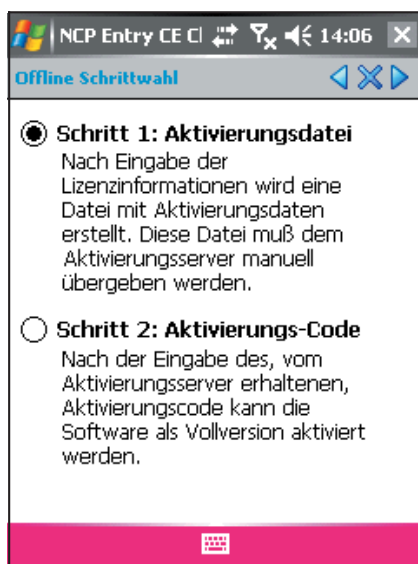 NCP Entry CE Cl 14:06
Offline Schrittwahl
Schritt 1: Aktivierungsdatei
Nach Eingabe der
Lizenzinformationen wird eine
Datei mit Aktivierungsdaten
erstellt. Diese Datei muß dem
Aktivierungsserver manuell
übergeben werden.
Schritt 2: Aktivierungs-Code
Nach der Eingabe des, vom
Aktivierungsserver erhaltenen,
Aktivierungscode kann die
Software als Vollversion aktiviert
werden.